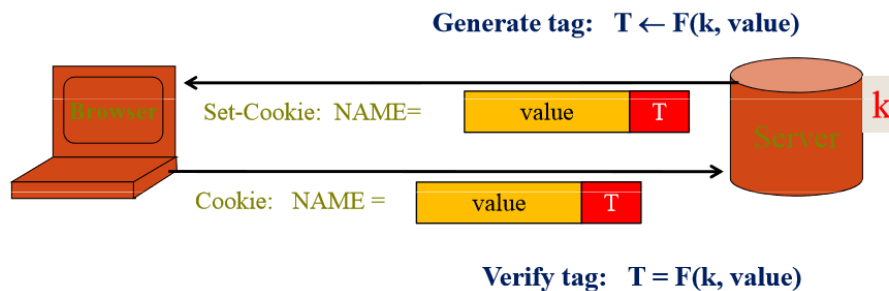 Generate tag: T ← F(k, value)
Browser
Set-Cookie: NAME= value T
k
Server
Cookie: NAME = value T
Verify tag: T = F(k, value)